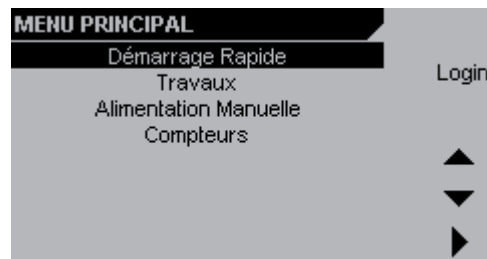 MENU PRINCIPAL
Démarrage Rapide
Travaux
Alimentation Manuelle
Compteurs
Login